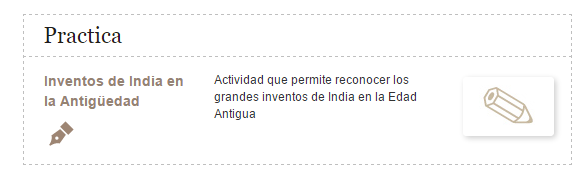 Practica
Inventos de India en
la Antigüedad
Actividad que permite reconocer los
grandes inventos de India en la Edad
Antigua